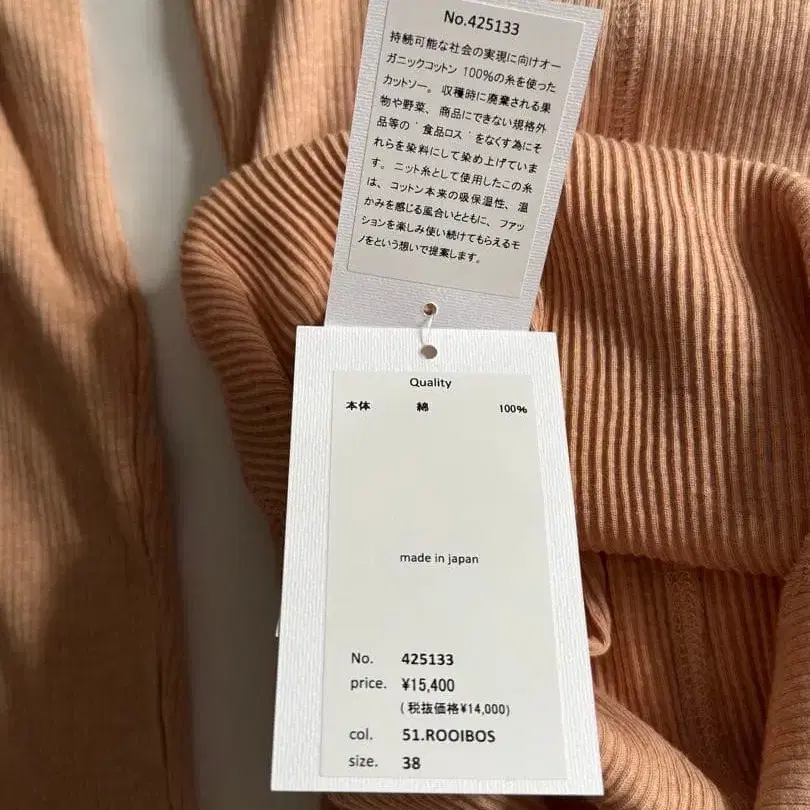 No.425133
持続可能な社会の実現に向けオー
ガニックコットン 100%の糸を使った
カットソー。収穫時に廃棄される果
物や野菜、商品にできない規格外
品等の ' 食品ロス ' をなくす為にそ
れらを染料にして染め上げていま
す。ニット糸として使用したこの糸
は、コットン本来の吸保湿性、温
かみを感じる風合いとともに、ファッ
ションを楽しみ使い続けてもらえるモ
ノをという想いで提案します。
Quality
本体 綿 100%
made in japan
No. 425133
price. ¥15,400
(税抜価格¥14,000)
col. 51.ROOIBOS
size. 38